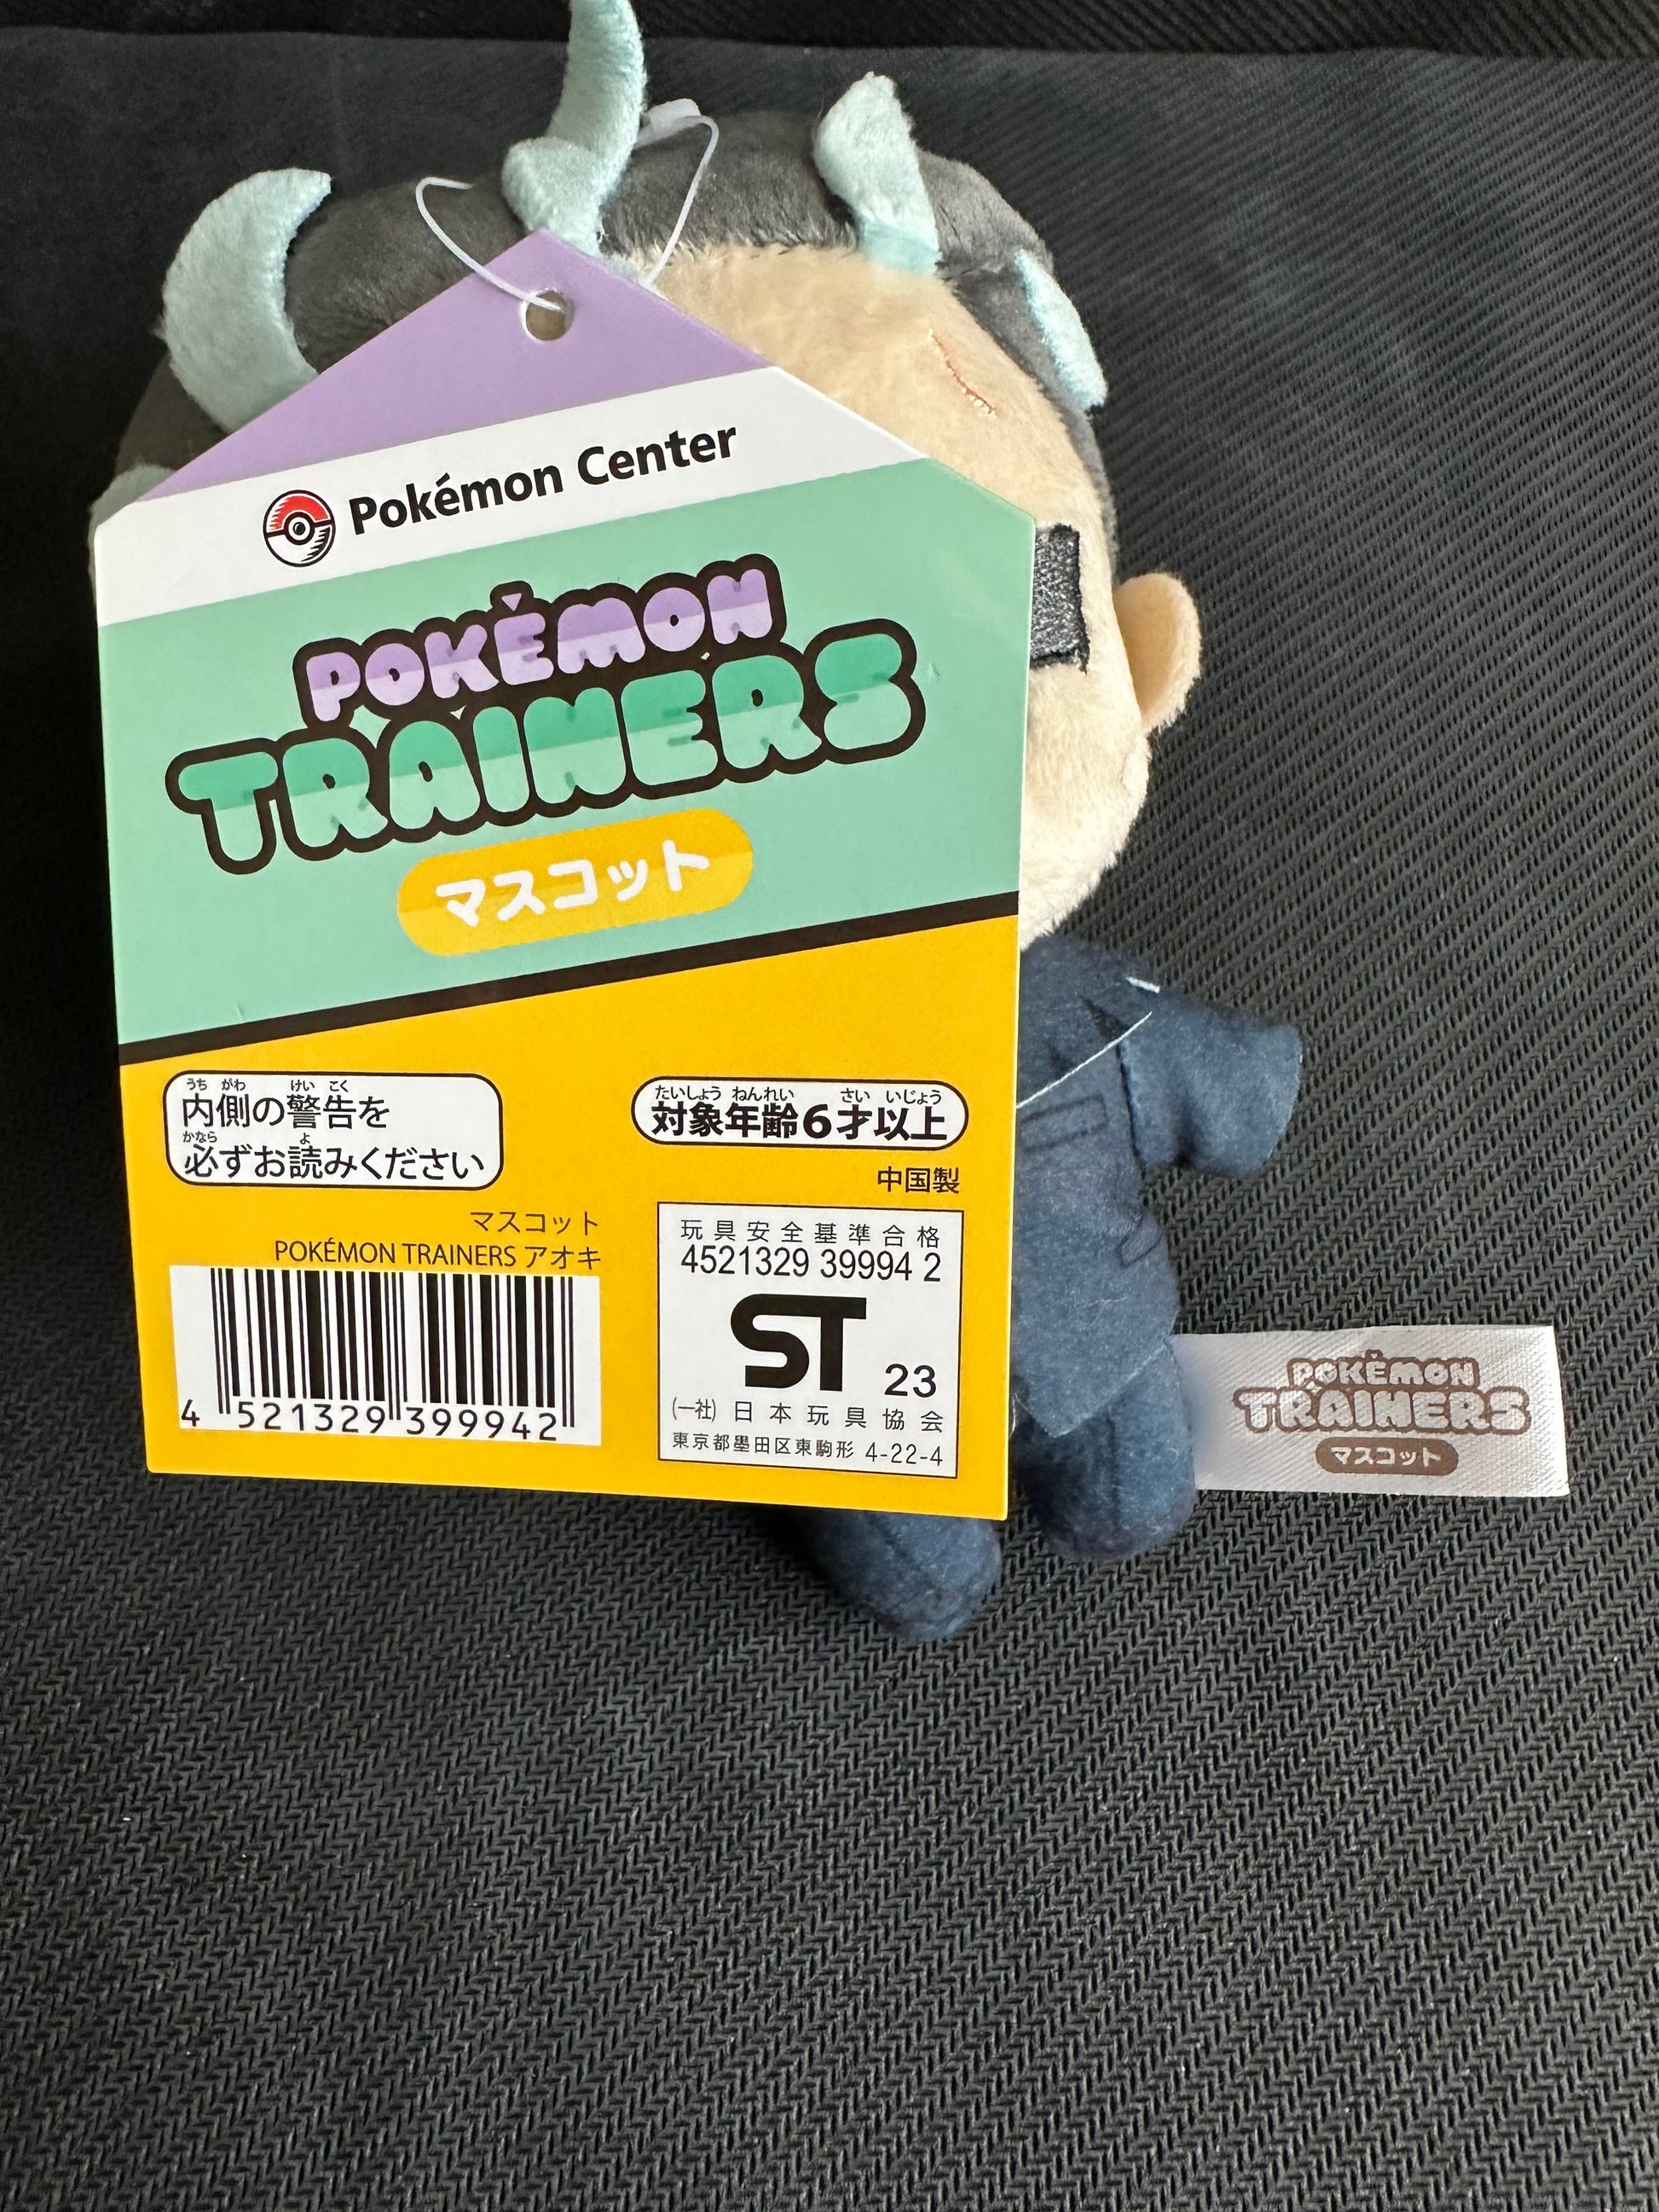 Pokémon Center
POKÉMON
TRAINERS
マスコット
うち がわ けい こく
内側の警告を
かなら よ
必ずお読みください
たいしょう ねんれい さい いじょう
対象年齢6才以上
中国製
マスコット
POKÉMON TRAINERS アオキ
4 521329 399942
玩具安全基準合格
4521329 39994 2
ST 23
(一社) 日本玩具協会
東京都墨田区東駒形 4-22-4
POKÉMON
TRAINERS
マスコット